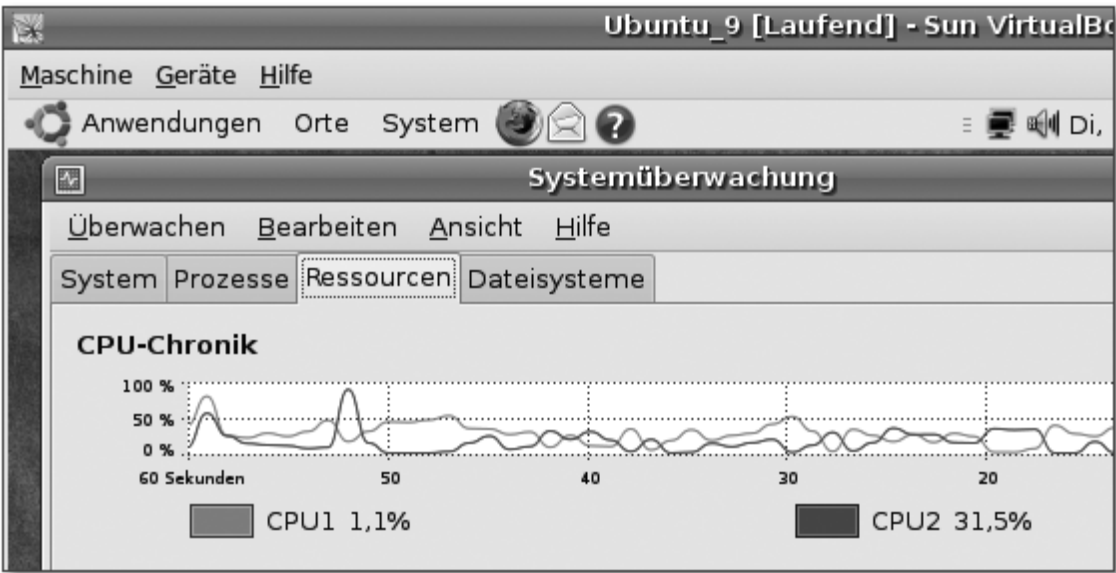 Ubuntu_9 [Laufend] - Sun VirtualBo
Maschine Geräte Hilfe
Anwendungen Orte System ? Di,
Systemüberwachung
Überwachen Bearbeiten Ansicht Hilfe
System Prozesse Ressourcen Dateisysteme
CPU-Chronik
100 %
50 %
0 %
60 Sekunden 50 40 30 20
CPU1 1,1% CPU2 31,5%